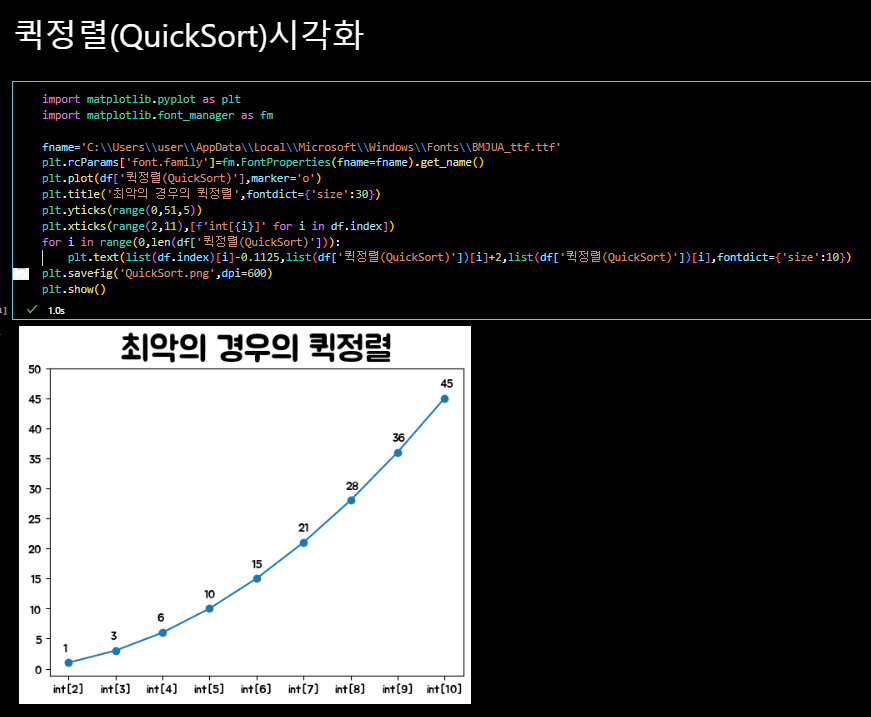 퀵정렬(QuickSort)시각화
import matplotlib.pyplot as plt
import matplotlib.font_manager as fm
fname='C:\\Users\\user\\AppData\\Local\\Microsoft\\Windows\\Fonts\\BMJUA_ttf.ttf'
plt.rcParams['font.family']=fm.FontProperties(fname=fname).get_name()
plt.plot(df['퀵정렬(QuickSort)'],marker='o')
plt.title('최악의 경우의 퀵정렬',fontdict={'size':30})
plt.yticks(range(0,51,5))
plt.xticks(range(2,11),[f'int[{i}]' for i in df.index])
for i in range(0,len(df['퀵정렬(QuickSort)'])):
plt.text(list(df.index)[i]-0.1125,list(df['퀵정렬(QuickSort)'])[i]+2,list(df['퀵정렬(QuickSort)'])[i],fontdict={'size':10})
plt.savefig('QuickSort.png',dpi=600)
plt.show()
1.0s
최악의 경우의 퀵정렬
50
45
45
40
36
35
30
28
25
21
20
15
15
10
10
6
5
3
1
0
int[2] int[3] int[4] int[5] int[6] int[7] int[8] int[9] int[10]